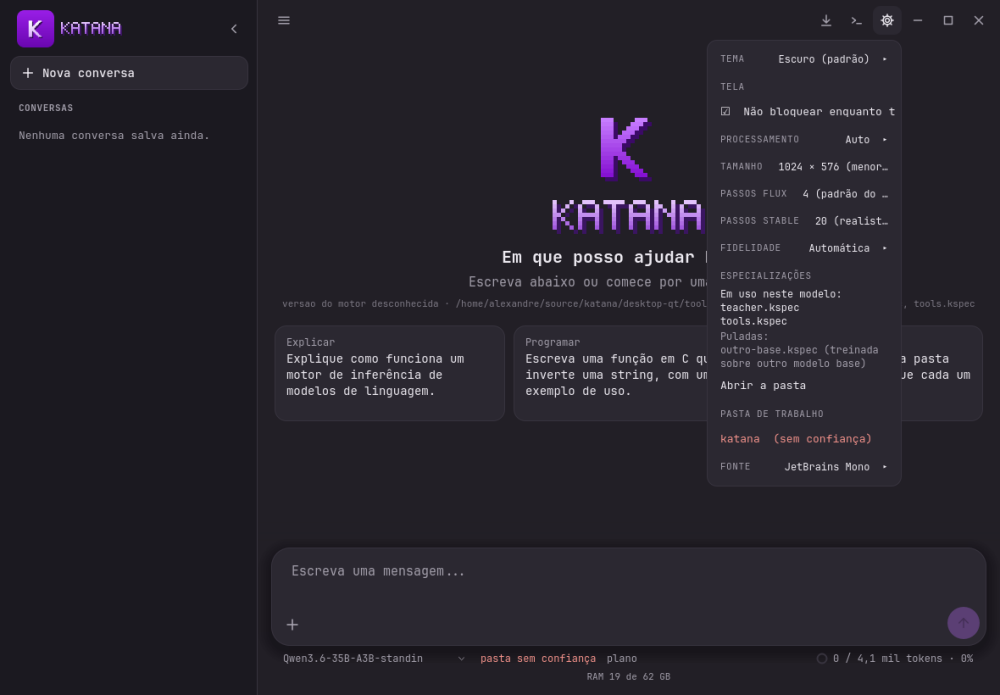 K KATANA
+ Nova conversa
CONVERSAS
Nenhuma conversa salva ainda.
K
KATANA
Em que posso ajudar
Escreva abaixo ou comece por uma
versao do motor desconhecida · /home/alexandre/source/katana/desktop-qt/tool
, tools.kspec
Explicar
Explique como funciona um
motor de inferência de
modelos de linguagem.
Programar
Escreva uma função em C qu
inverte uma string, com um
exemplo de uso.
a pasta
ue cada um
TEMA Escuro (padrão)
TELA
☑ Não bloquear enquanto t
PROCESSAMENTO Auto
TAMANHO 1024 × 576 (menor…
PASSOS FLUX 4 (padrão do …
PASSOS STABLE 20 (realist…
FIDELIDADE Automática
ESPECIALIZAÇÕES
Em uso neste modelo:
teacher.kspec
tools.kspec
Puladas:
outro-base.kspec (treinada
sobre outro modelo base)
Abrir a pasta
PASTA DE TRABALHO
katana (sem confiança)
FONTE JetBrains Mono
Escreva uma mensagem...
Qwen3.6-35B-A3B-standin pasta sem confiança plano 0 / 4,1 mil tokens · 0%
RAM 19 de 62 GB